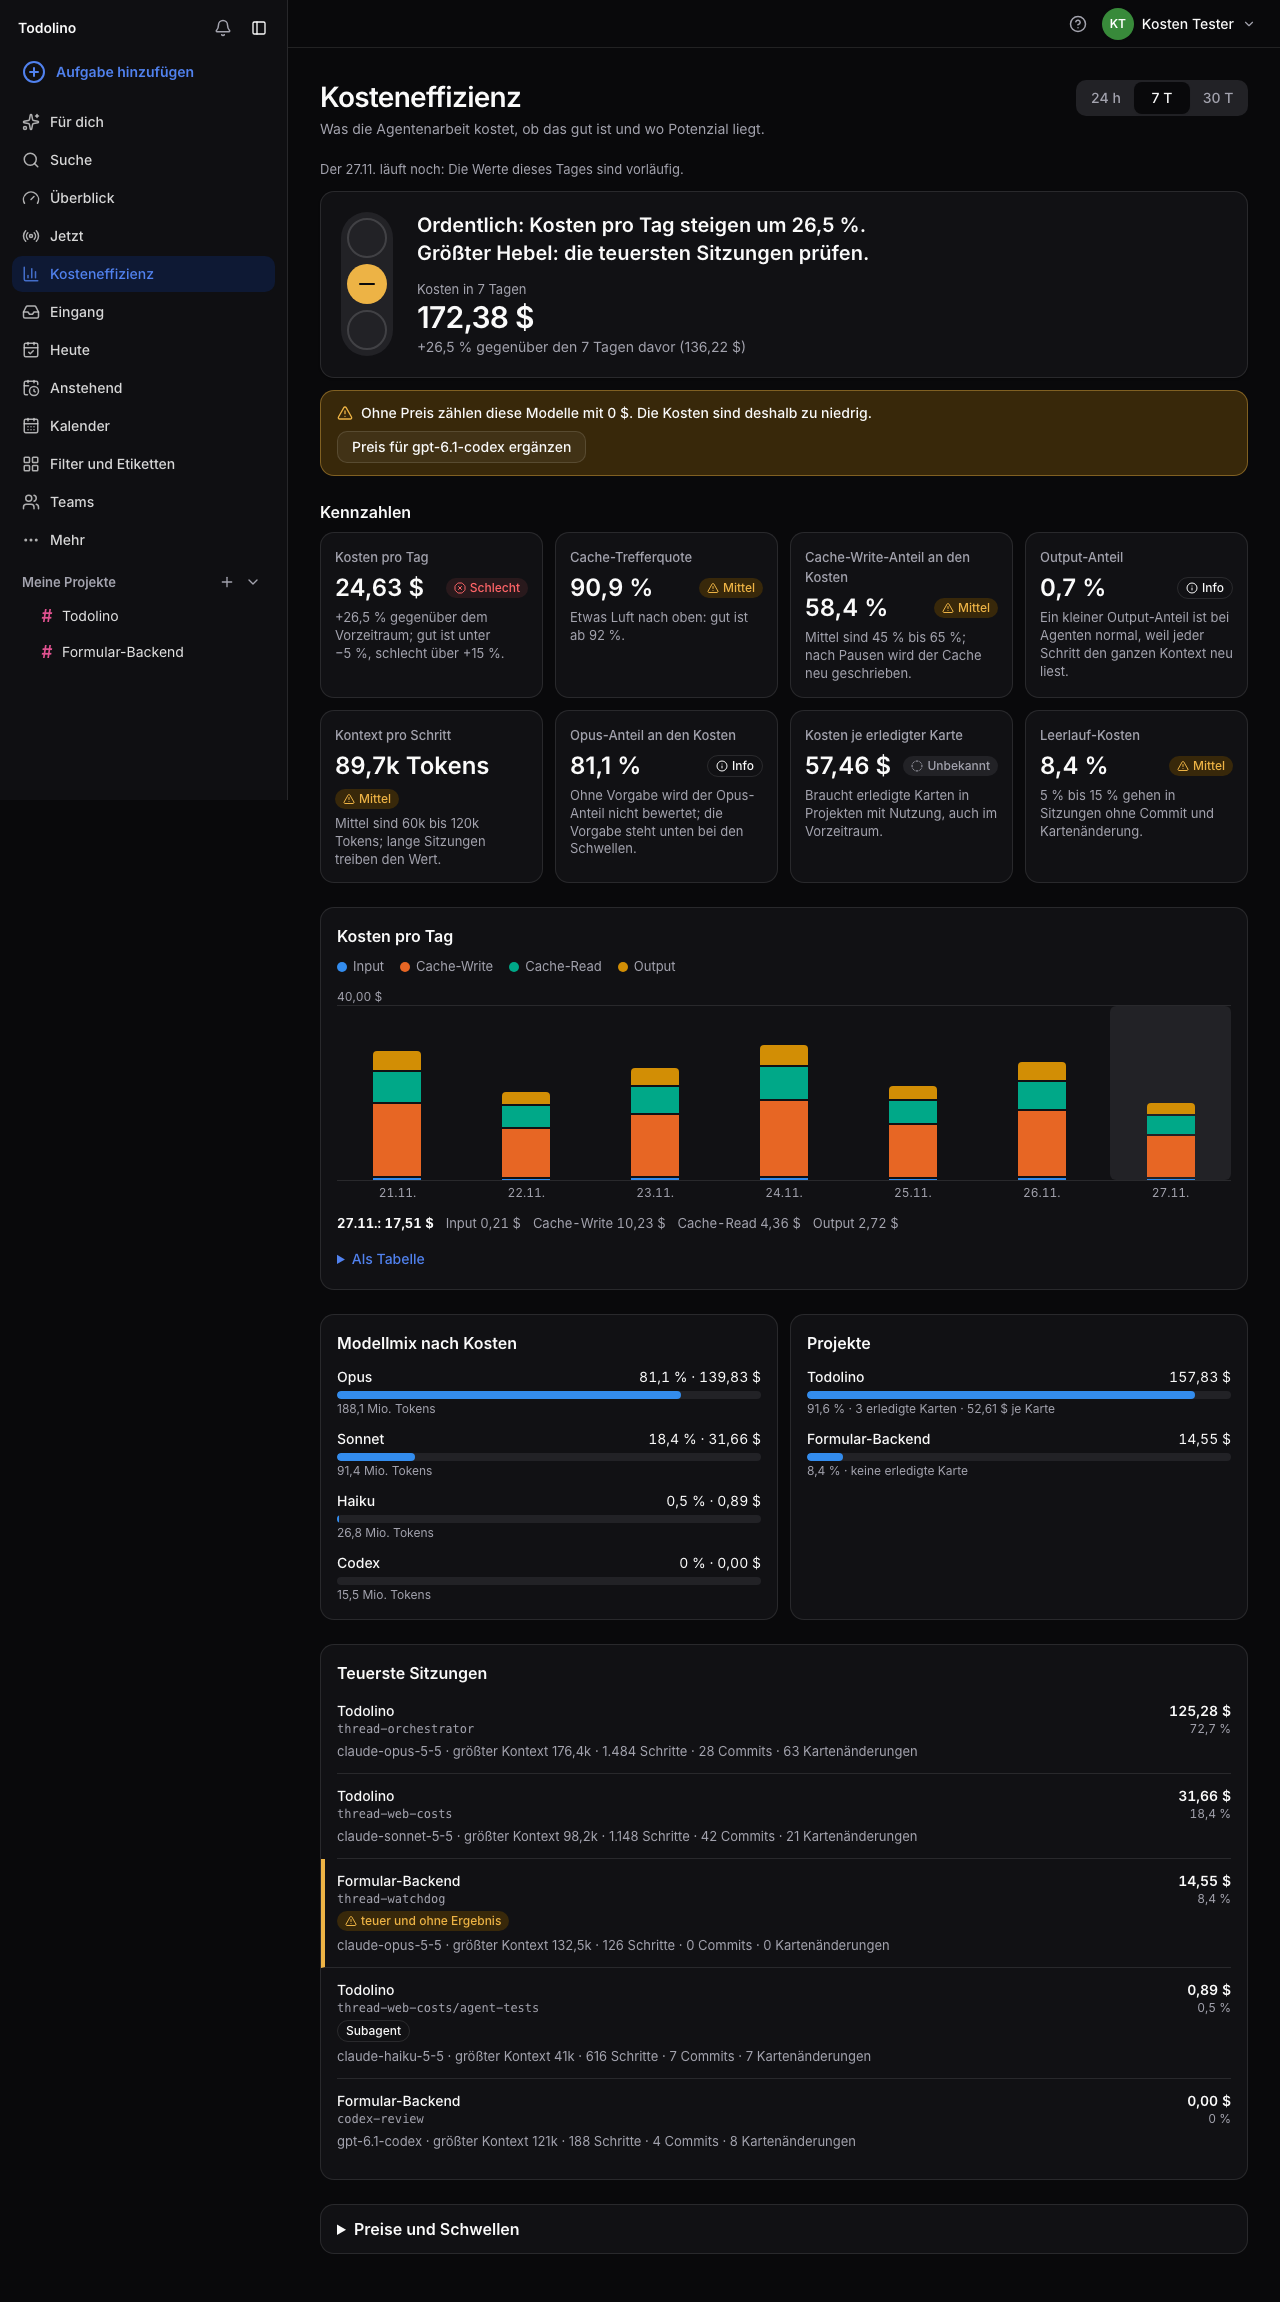 Todolino
Aufgabe hinzufügen
Für dich
Suche
Überblick
Jetzt
Kosteneffizienz
Eingang
Heute
Anstehend
Kalender
Filter und Etiketten
Teams
Mehr
Meine Projekte
# Todolino
# Formular-Backend
KT Kosten Tester
Kosteneffizienz
24 h 7 T 30 T
Was die Agentenarbeit kostet, ob das gut ist und wo Potenzial liegt.
Der 27.11. läuft noch: Die Werte dieses Tages sind vorläufig.
Ordentlich: Kosten pro Tag steigen um 26,5 %.
Größter Hebel: die teuersten Sitzungen prüfen.
Kosten in 7 Tagen
172,38 $
+26,5 % gegenüber den 7 Tagen davor (136,22 $)
Ohne Preis zählen diese Modelle mit 0 $. Die Kosten sind deshalb zu niedrig.
Preis für gpt-6.1-codex ergänzen
Kennzahlen
Kosten pro Tag
24,63 $ Schlecht
+26,5 % gegenüber dem
Vorzeitraum; gut ist unter
−5 %, schlecht über +15 %.
Cache-Trefferquote
90,9 % Mittel
Etwas Luft nach oben: gut ist
ab 92 %.
Cache-Write-Anteil an den
Kosten
58,4 % Mittel
Mittel sind 45 % bis 65 %;
nach Pausen wird der Cache
neu geschrieben.
Output-Anteil
0,7 % Info
Ein kleiner Output-Anteil ist bei
Agenten normal, weil jeder
Schritt den ganzen Kontext neu
liest.
Kontext pro Schritt
89,7k Tokens
Mittel
Mittel sind 60k bis 120k
Tokens; lange Sitzungen
treiben den Wert.
Opus-Anteil an den Kosten
81,1 % Info
Ohne Vorgabe wird der Opus-
Anteil nicht bewertet; die
Vorgabe steht unten bei den
Schwellen.
Kosten je erledigter Karte
57,46 $ Unbekannt
Braucht erledigte Karten in
Projekten mit Nutzung, auch im
Vorzeitraum.
Leerlauf-Kosten
8,4 % Mittel
5 % bis 15 % gehen in
Sitzungen ohne Commit und
Kartenänderung.
Kosten pro Tag
Input Cache-Write Cache-Read Output
40,00 $
21.11. 22.11. 23.11. 24.11. 25.11. 26.11. 27.11.
27.11.: 17,51 $ Input 0,21 $ Cache-Write 10,23 $ Cache-Read 4,36 $ Output 2,72 $
Als Tabelle
Modellmix nach Kosten
Opus 81,1 % · 139,83 $
188,1 Mio. Tokens
Sonnet 18,4 % · 31,66 $
91,4 Mio. Tokens
Haiku 0,5 % · 0,89 $
26,8 Mio. Tokens
Codex 0 % · 0,00 $
15,5 Mio. Tokens
Projekte
Todolino 157,83 $
91,6 % · 3 erledigte Karten · 52,61 $ je Karte
Formular-Backend 14,55 $
8,4 % · keine erledigte Karte
Teuerste Sitzungen
Todolino 125,28 $
thread-orchestrator 72,7 %
claude-opus-5-5 · größter Kontext 176,4k · 1.484 Schritte · 28 Commits · 63 Kartenänderungen
Todolino 31,66 $
thread-web-costs 18,4 %
claude-sonnet-5-5 · größter Kontext 98,2k · 1.148 Schritte · 42 Commits · 21 Kartenänderungen
Formular-Backend 14,55 $
thread-watchdog 8,4 %
teuer und ohne Ergebnis
claude-opus-5-5 · größter Kontext 132,5k · 126 Schritte · 0 Commits · 0 Kartenänderungen
Todolino 0,89 $
thread-web-costs/agent-tests 0,5 %
Subagent
claude-haiku-5-5 · größter Kontext 41k · 616 Schritte · 7 Commits · 7 Kartenänderungen
Formular-Backend 0,00 $
codex-review 0 %
gpt-6.1-codex · größter Kontext 121k · 188 Schritte · 4 Commits · 8 Kartenänderungen
Preise und Schwellen